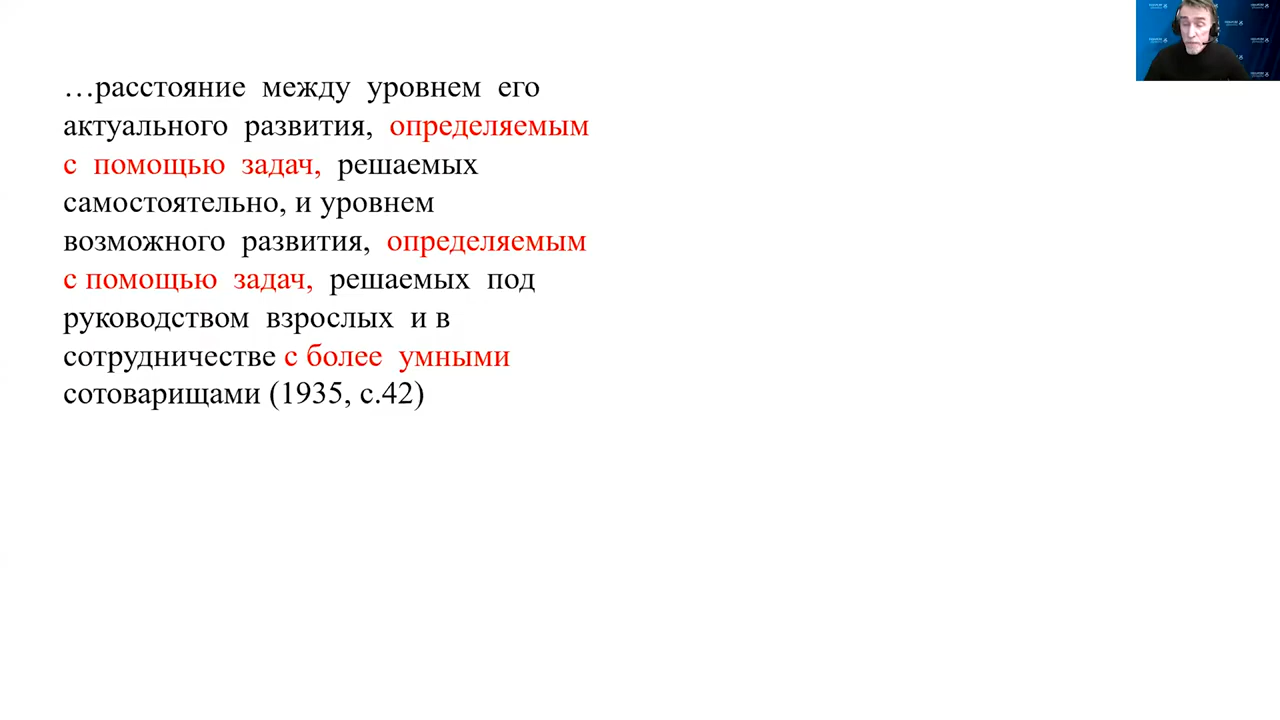 …расстояние между уровнем его
актуального развития, определяемым
с помощью задач, решаемых
самостоятельно, и уровнем
возможного развития, определяемым
с помощью задач, решаемых под
руководством взрослых и в
сотрудничестве с более умными
сотоварищами (1935, с.42)